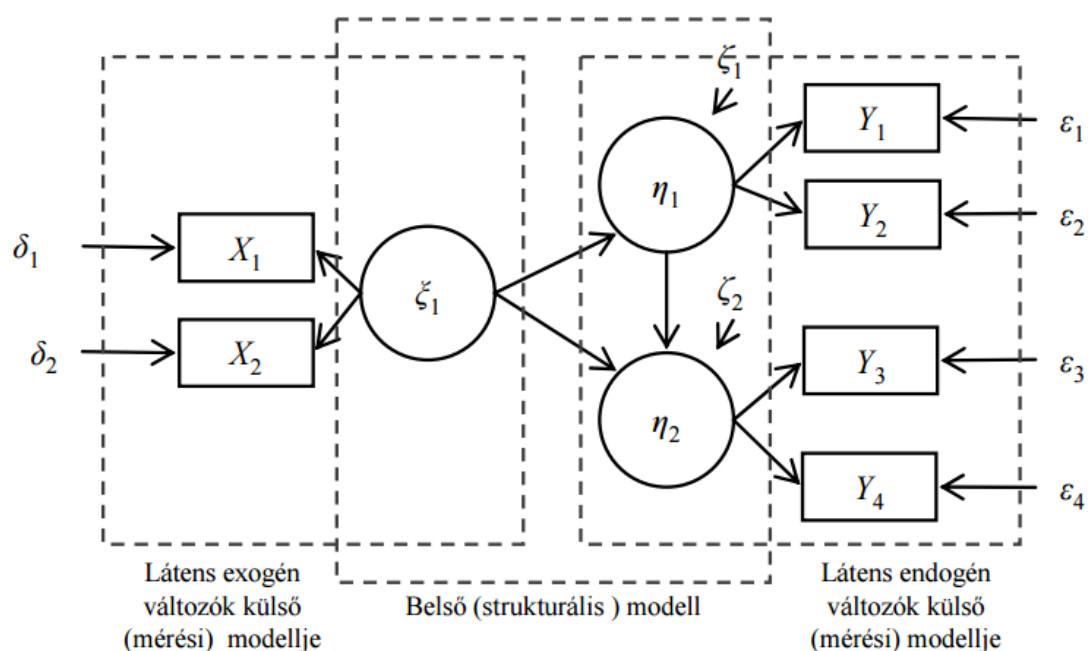 ζ1
Y1
ε1
η1
Y2
ε2
δ1
X1
ξ1
ζ2
δ2
X2
Y3
ε3
η2
Y4
ε4
Látens exogén
változók külső
(mérési) modellje
Belső (strukturális ) modell
Látens endogén
változók külső
(mérési) modellje